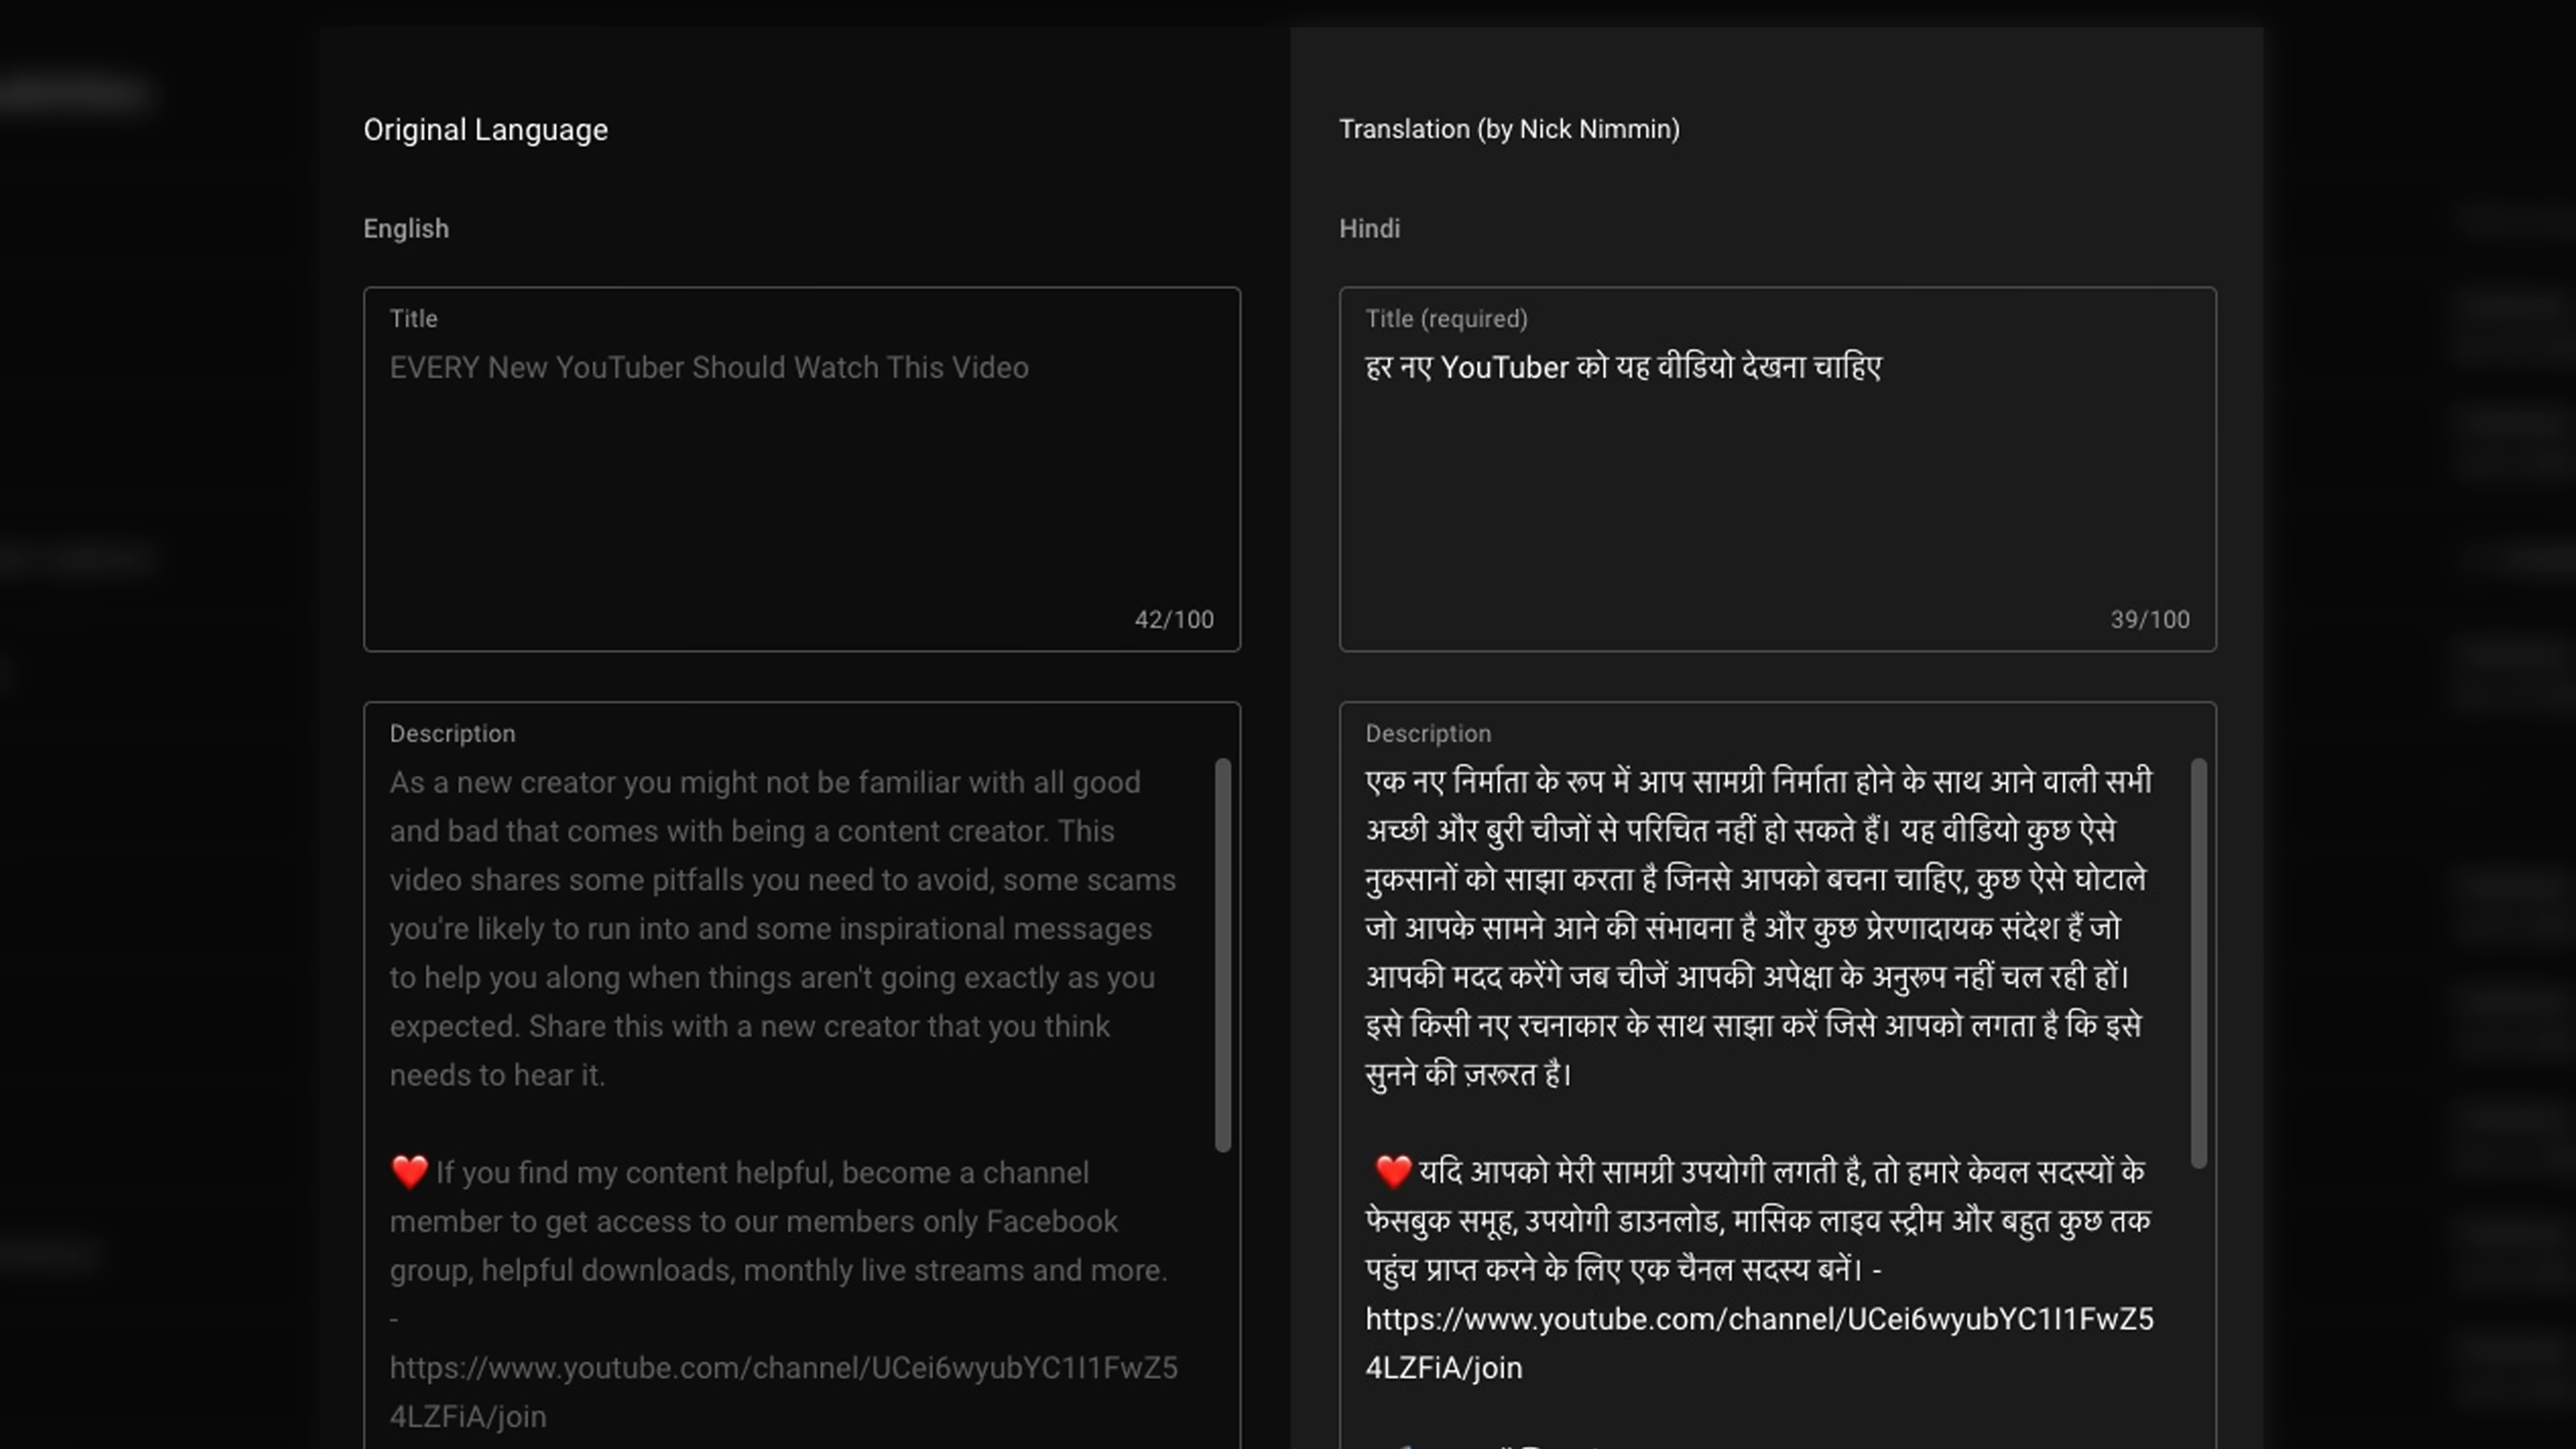 Original Language
English
Title
EVERY New YouTuber Should Watch This Video
42/100
Description
As a new creator you might not be familiar with all good
and bad that comes with being a content creator. This
video shares some pitfalls you need to avoid, some scams
you're likely to run into and some inspirational messages
to help you along when things aren't going exactly as you
expected. Share this with a new creator that you think
needs to hear it.
❤️ If you find my content helpful, become a channel
member to get access to our members only Facebook
group, helpful downloads, monthly live streams and more.
-
https://www.youtube.com/channel/UCei6wyubYC1I1FwZ5
4LZFiA/join
Translation (by Nick Nimmin)
Hindi
Title (required)
हर नए YouTuber को यह वीडियो देखना चाहिए
39/100
Description
एक नए निर्माता के रूप में आप सामग्री निर्माता होने के साथ आने वाली सभी
अच्छी और बुरी चीजों से परिचित नहीं हो सकते हैं। यह वीडियो कुछ ऐसे
नुकसानों को साझा करता है जिनसे आपको बचना चाहिए, कुछ ऐसे घोटाले
जो आपके सामने आने की संभावना है और कुछ प्रेरणादायक संदेश हैं जो
आपकी मदद करेंगे जब चीजें आपकी अपेक्षा के अनुरूप नहीं चल रही हों।
इसे किसी नए रचनाकार के साथ साझा करें जिसे आपको लगता है कि इसे
सुनने की ज़रूरत है।
❤️ यदि आपको मेरी सामग्री उपयोगी लगती है, तो हमारे केवल सदस्यों के
फेसबुक समूह, उपयोगी डाउनलोड, मासिक लाइव स्ट्रीम और बहुत कुछ तक
पहुंच प्राप्त करने के लिए एक चैनल सदस्य बनें। -
https://www.youtube.com/channel/UCei6wyubYC1I1FwZ5
4LZFiA/join